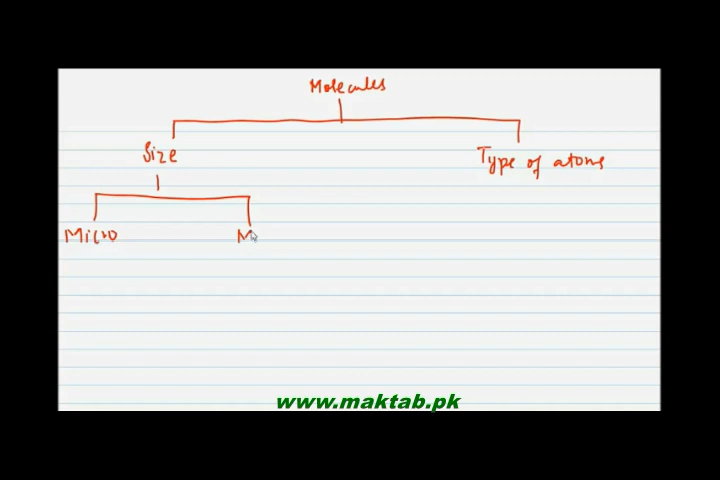 Molecules
Size
Type of atoms
Micro
M
www.maktab.pk